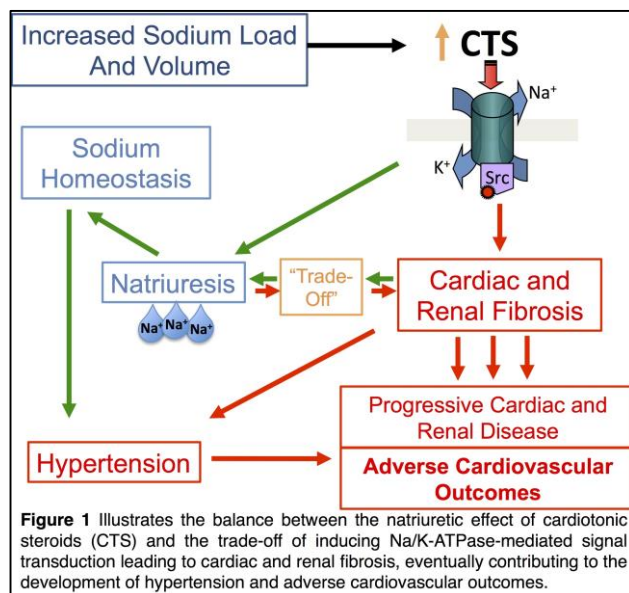 Increased Sodium Load
And Volume
CTS
Na⁺
K⁺
Src
Sodium
Homeostasis
Natriuresis
"Trade-
Off"
Cardiac and
Renal Fibrosis
Na⁺ Na⁺ Na⁺
Progressive Cardiac and
Renal Disease
Hypertension
Adverse Cardiovascular
Outcomes
Figure 1 Illustrates the balance between the natriuretic effect of cardiotonic
steroids (CTS) and the trade-off of inducing Na/K-ATPase-mediated signal
transduction leading to cardiac and renal fibrosis, eventually contributing to the
development of hypertension and adverse cardiovascular outcomes.